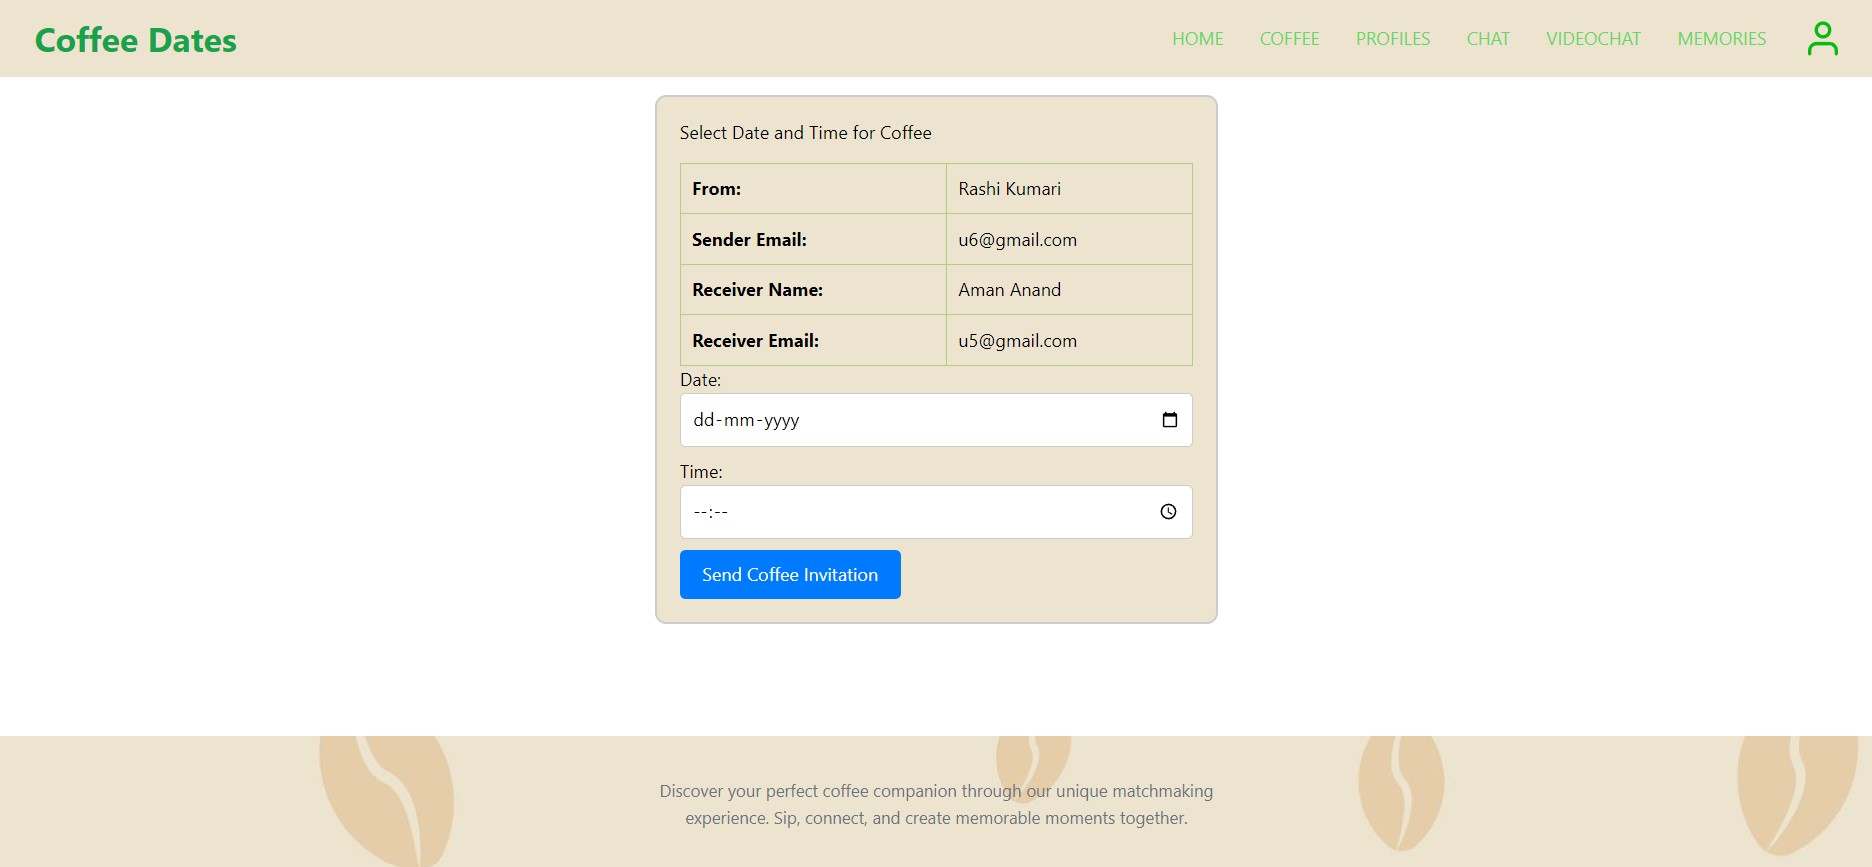 Coffee Dates
HOME COFFEE PROFILES CHAT VIDEOCHAT MEMORIES
Select Date and Time for Coffee
From: Rashi Kumari
Sender Email: u6@gmail.com
Receiver Name: Aman Anand
Receiver Email: u5@gmail.com
Date:
dd-mm-yyyy
Time:
--:--
Send Coffee Invitation
Discover your perfect coffee companion through our unique matchmaking
experience. Sip, connect, and create memorable moments together.